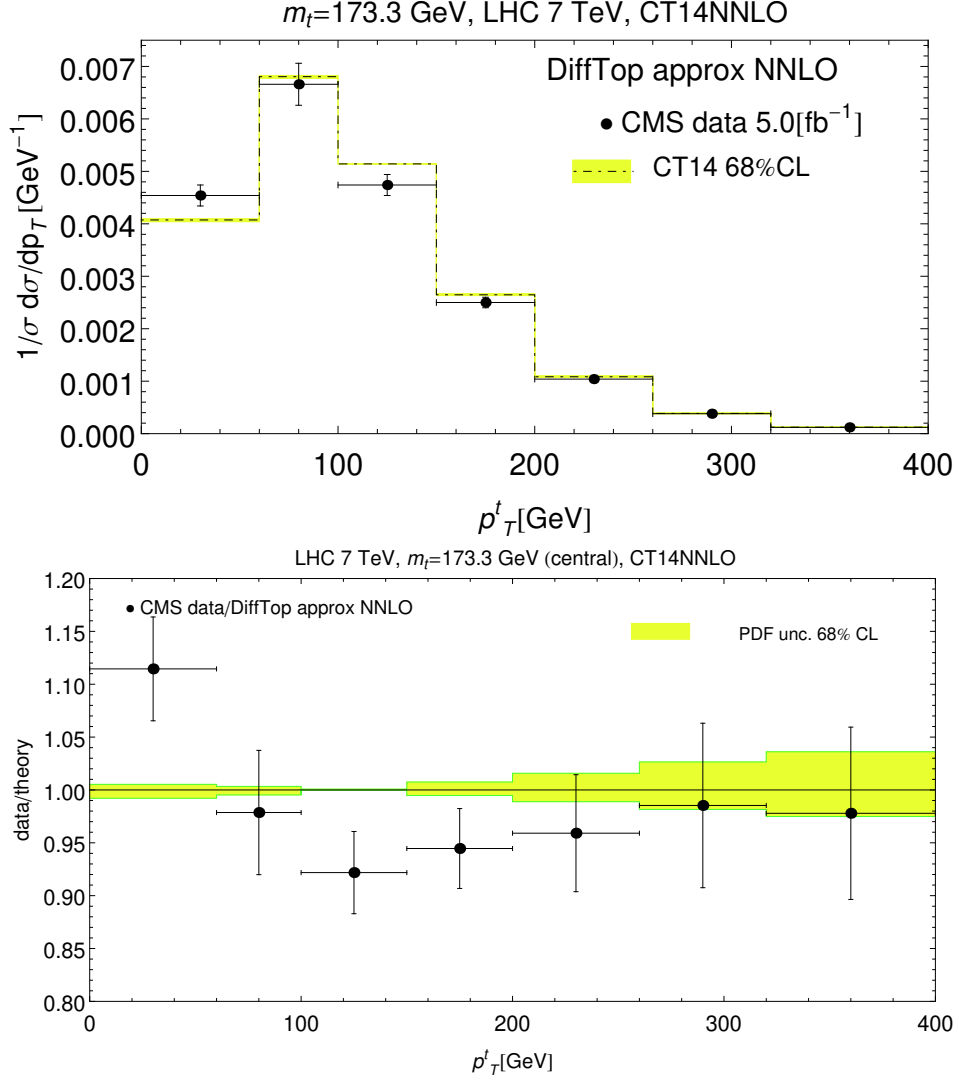 m_t=173.3 GeV, LHC 7 TeV, CT14NNLO
DiffTop approx NNLO
CMS data 5.0[fb⁻¹]
CT14 68%CL
1/σ dσ/dp_T [GeV⁻¹]
0.007
0.006
0.005
0.004
0.003
0.002
0.001
0.000
0 100 200 300 400
p^t_T[GeV]
LHC 7 TeV, m_t=173.3 GeV (central), CT14NNLO
CMS data/DiffTop approx NNLO
PDF unc. 68% CL
data/theory
1.20
1.15
1.10
1.05
1.00
0.95
0.90
0.85
0.80
0 100 200 300 400
p^t_T[GeV]